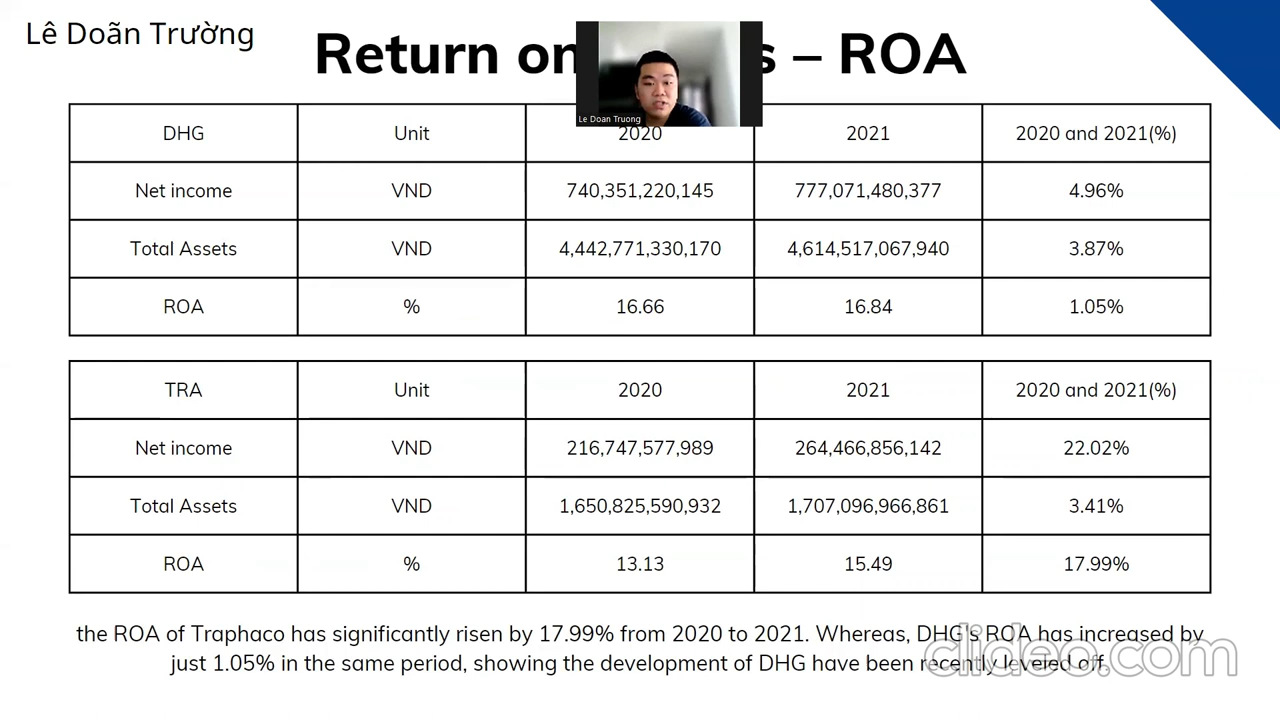 Lê Doãn Trường
Return on s – ROA
Le Doan Truong
DHG Unit 2020 2021 2020 and 2021(%)
Net income VND 740,351,220,145 777,071,480,377 4.96%
Total Assets VND 4,442,771,330,170 4,614,517,067,940 3.87%
ROA % 16.66 16.84 1.05%
TRA Unit 2020 2021 2020 and 2021(%)
Net income VND 216,747,577,989 264,466,856,142 22.02%
Total Assets VND 1,650,825,590,932 1,707,096,966,861 3.41%
ROA % 13.13 15.49 17.99%
the ROA of Traphaco has significantly risen by 17.99% from 2020 to 2021. Whereas, DHG's ROA has increased by
just 1.05% in the same period, showing the development of DHG have been recently leveled off.
clideo.com